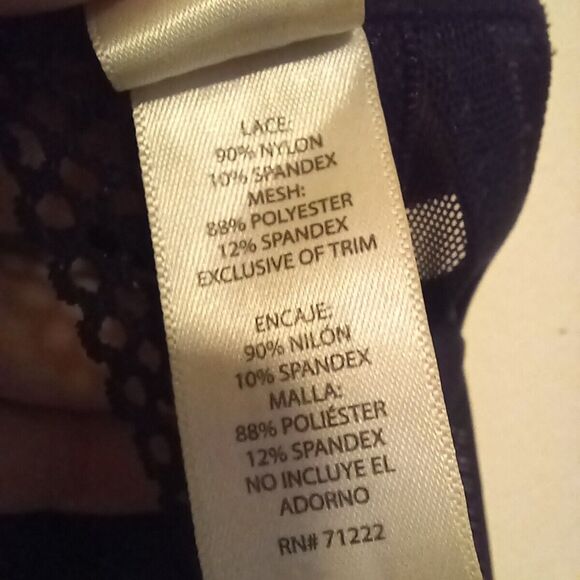 LACE:
90% NYLON
10% SPANDEX
MESH:
88% POLYESTER
12% SPANDEX
EXCLUSIVE OF TRIM
ENCAJE:
90% NILÓN
10% SPANDEX
MALLA:
88% POLIÉSTER
12% SPANDEX
NO INCLUYE EL
ADORNO
RN# 71222